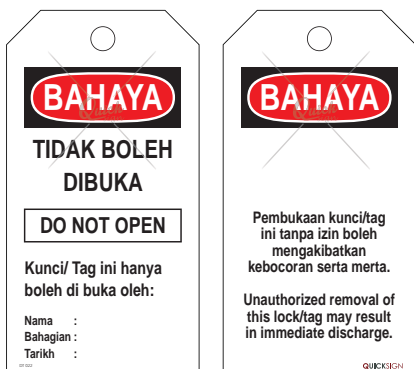 BAHAYA
TIDAK BOLEH
DIBUKA
DO NOT OPEN
Kunci/ Tag ini hanya
boleh di buka oleh:
Nama :
Bahagian :
Tarikh :
BAHAYA
Pembukaan kunci/tag
ini tanpa izin boleh
mengakibatkan
kebocoran serta merta.
Unauthorized removal of
this lock/tag may result
in immediate discharge.
QUICKSIGN